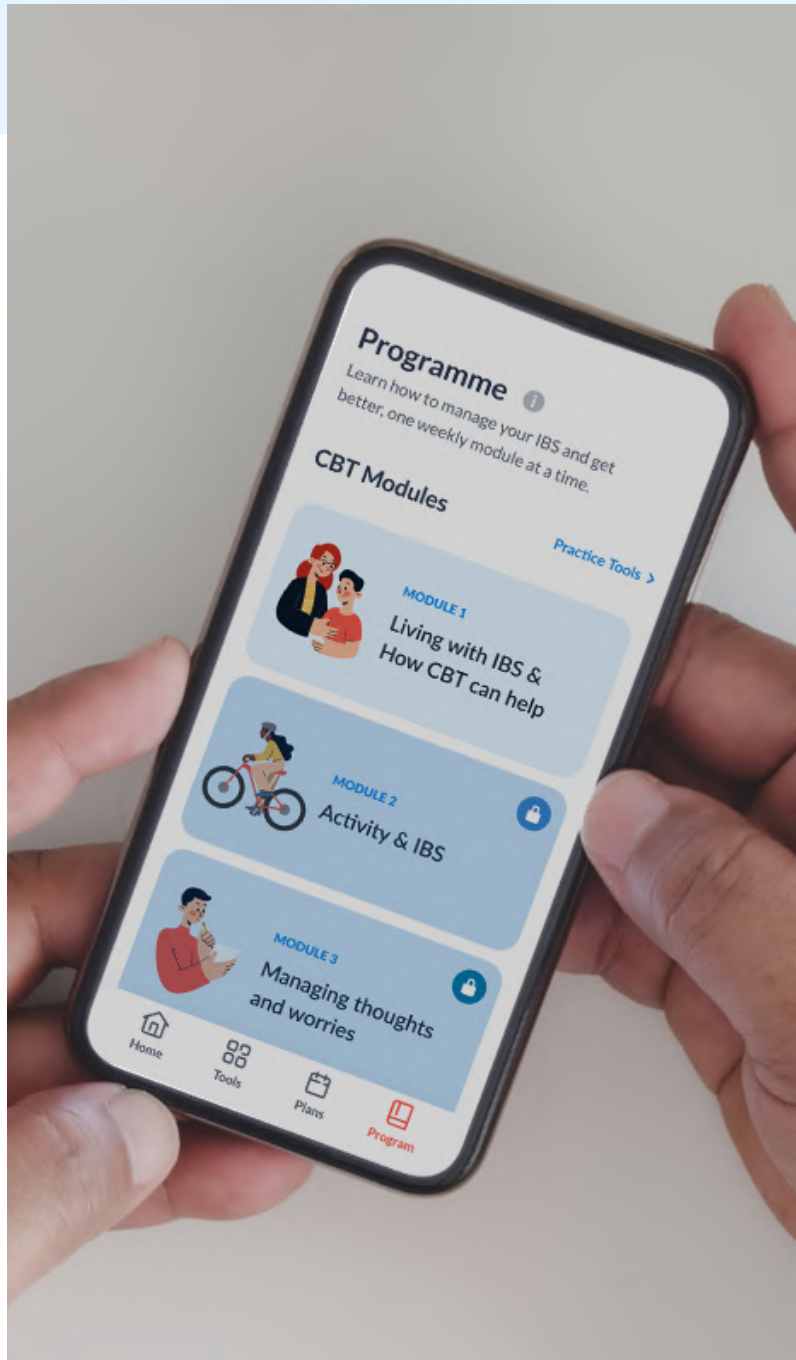 Programme
Learn how to manage your IBS and get
better, one weekly module at a time.
CBT Modules
Practice Tools >
MODULE 1
Living with IBS &
How CBT can help
MODULE 2
Activity & IBS
MODULE 3
Managing thoughts
and worries
Home
Tools
Plans
Program